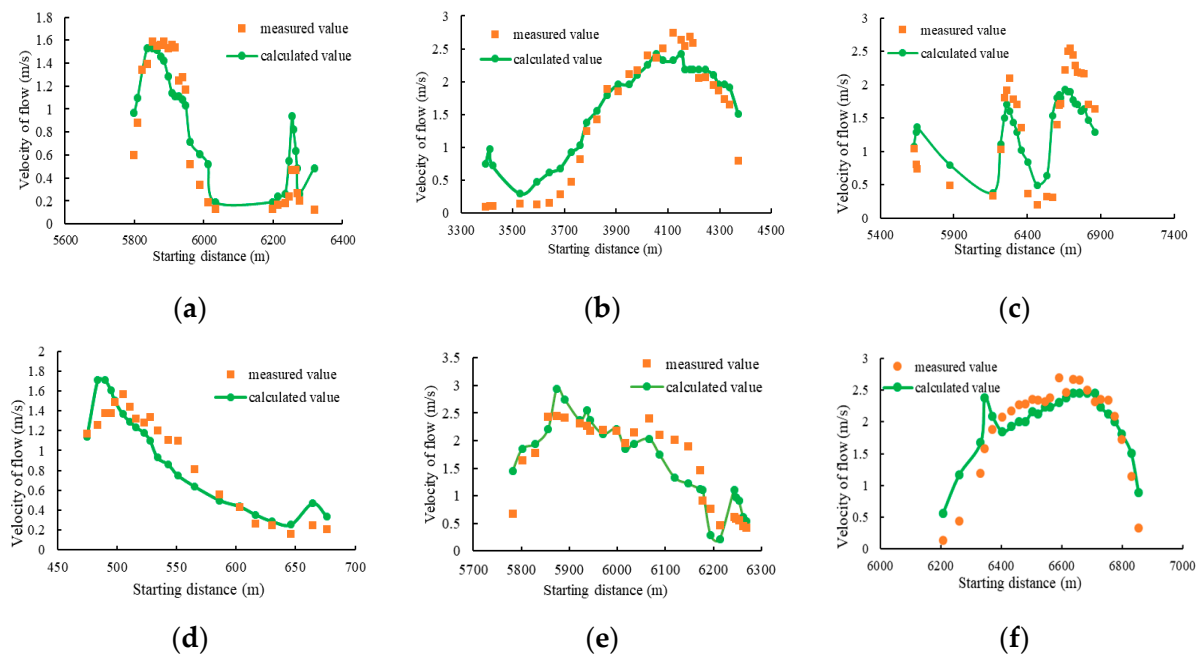 measured value
calculated value
Velocity of flow (m/s)
1.8
1.6
1.4
1.2
1
0.8
0.6
0.4
0.2
0
5600 5800 6000 6200 6400
Starting distance (m)
(a)
measured value
calculated value
Velocity of flow (m/s)
3.5
3
2.5
2
1.5
1
0.5
0
3300 3500 3700 3900 4100 4300 4500
Starting distance (m)
(b)
measured value
calculated value
Velocity of flow (m/s)
3
2.5
2
1.5
1
0.5
0
5400 5900 6400 6900 7400
Starting distance (m)
(c)
measured value
calculated value
Velocity of flow (m/s)
2
1.8
1.6
1.4
1.2
1
0.8
0.6
0.4
0.2
0
450 500 550 600 650 700
Starting distance (m)
(d)
measured value
calculated value
Velocity of flow (m/s)
3.5
3
2.5
2
1.5
1
0.5
0
5700 5800 5900 6000 6100 6200 6300
Starting distance (m)
(e)
measured value
calculated value
Velocity of flow (m/s)
3
2.5
2
1.5
1
0.5
0
6000 6200 6400 6600 6800 7000
Starting distance (m)
(f)